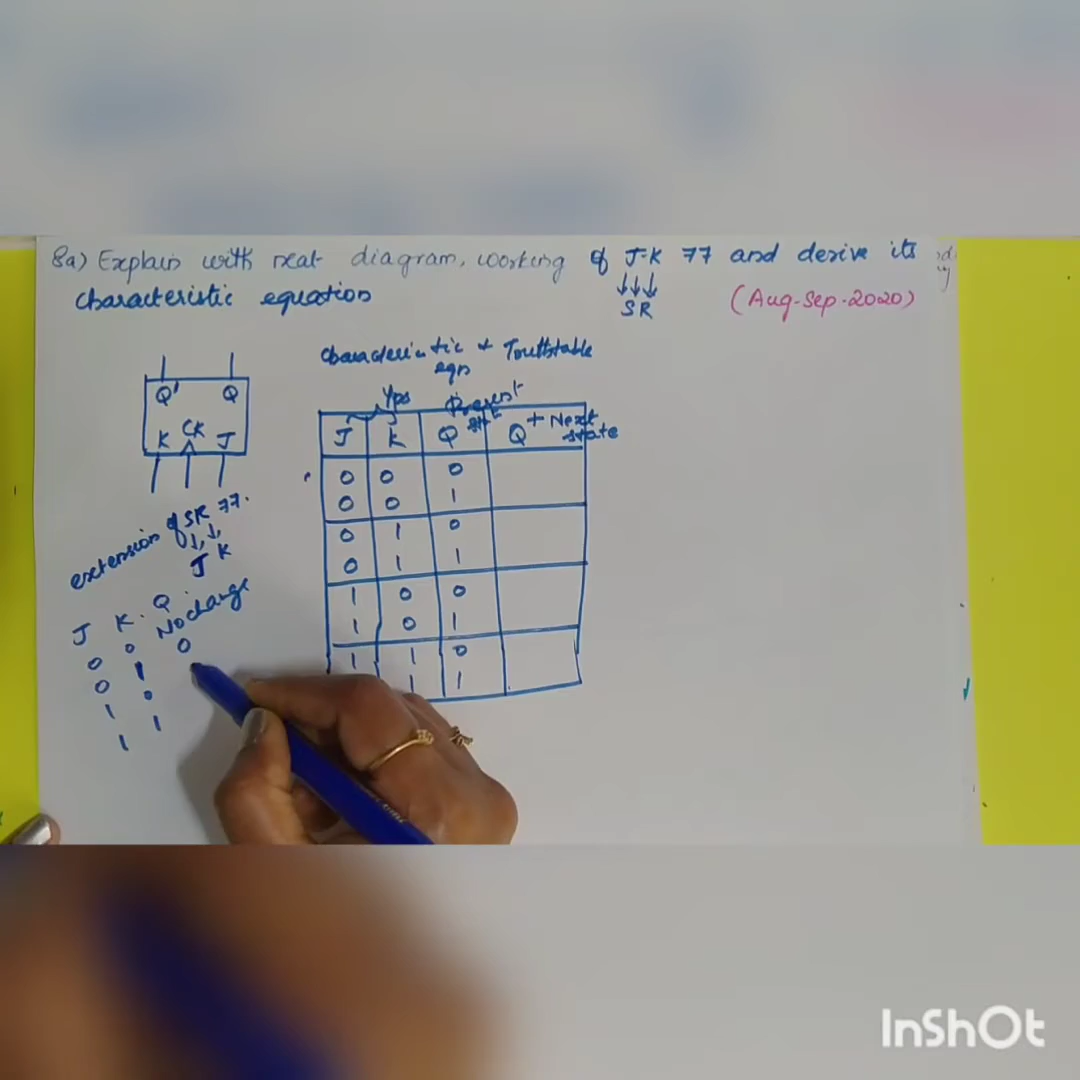 8a) Explain with neat diagram, working of J-K FF and derive its
characteristic equation
↓↓↓
SR
(Aug-Sep-2020)
Characteristic + Truthtable
eqn
Q' Q
K CK J
I/ps Present Next
J K Q Q+ state
0 0 0
0 0 1
0 1 0
0 1 1
1 0 0
1 0 1
1 1 0
1 1
extension of SR FF.
↓ ↓
J K
J K Q
0 0 No change
0 1 0
1 0
1 1
InShOt